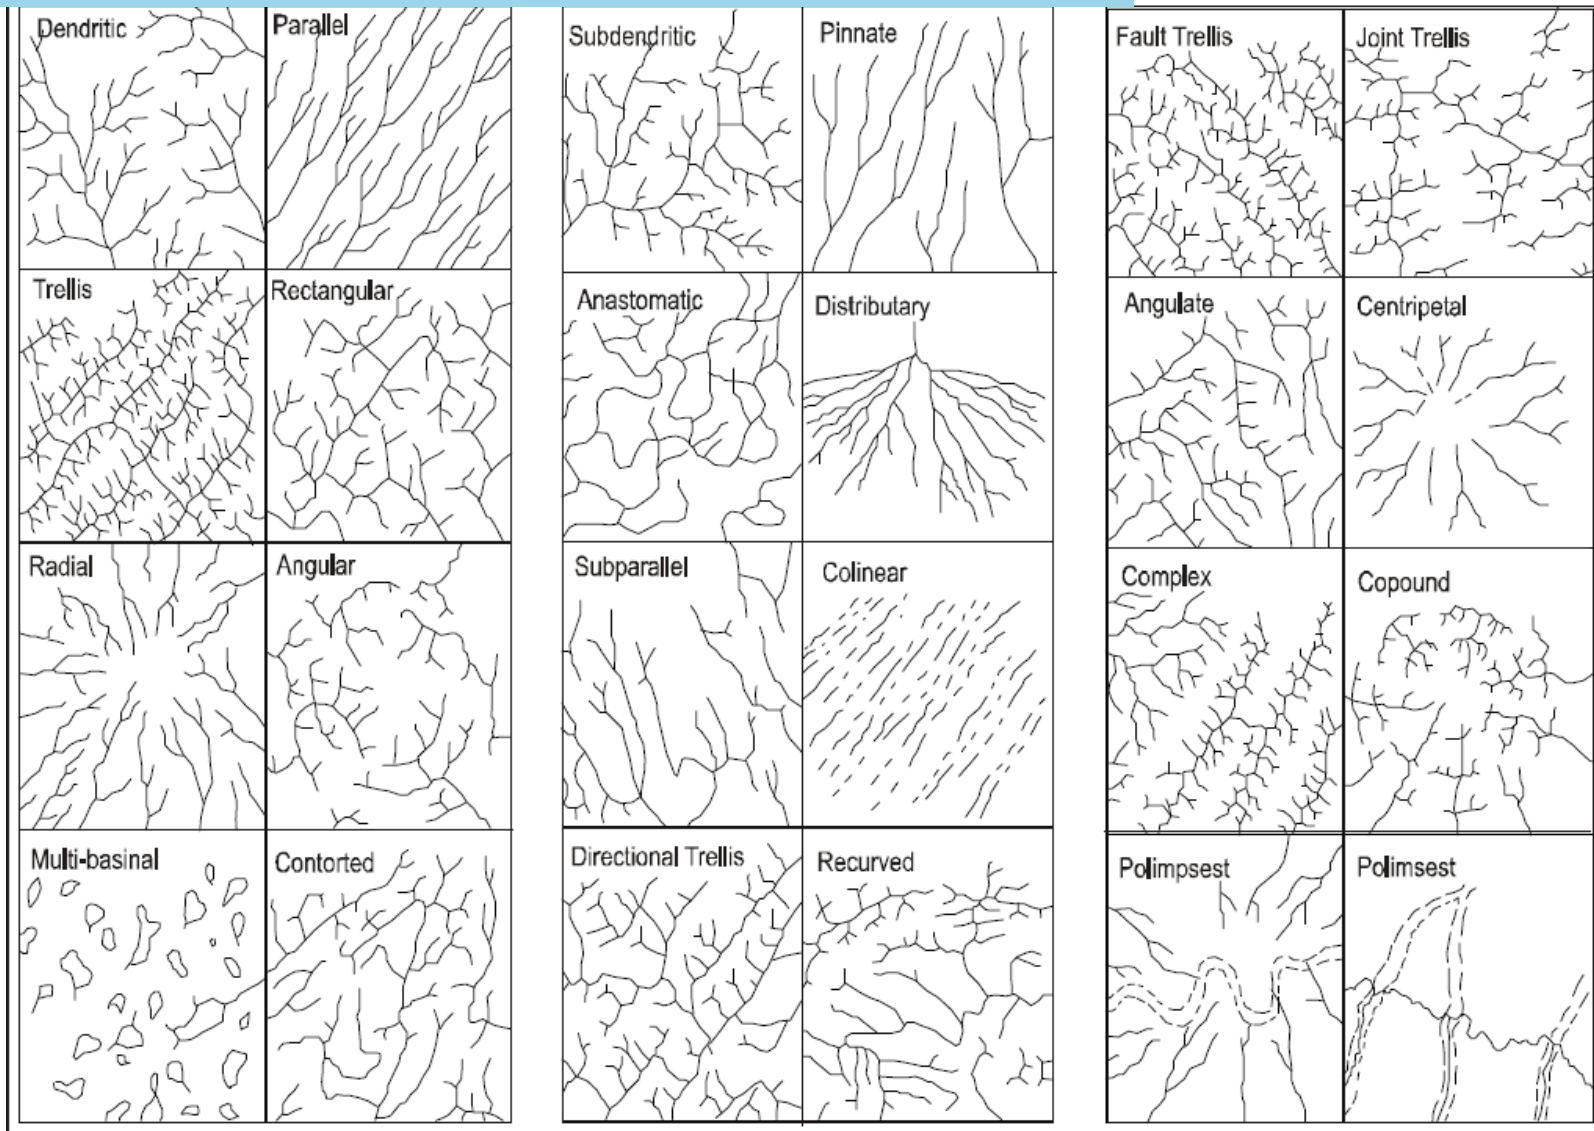 Dendritic
Parallel
Trellis
Rectangular
Radial
Angular
Multi-basinal
Contorted
Subdendritic
Pinnate
Anastomatic
Distributary
Subparallel
Colinear
Directional Trellis
Recurved
Fault Trellis
Joint Trellis
Angulate
Centripetal
Complex
Copound
Polimpsest
Polimsest